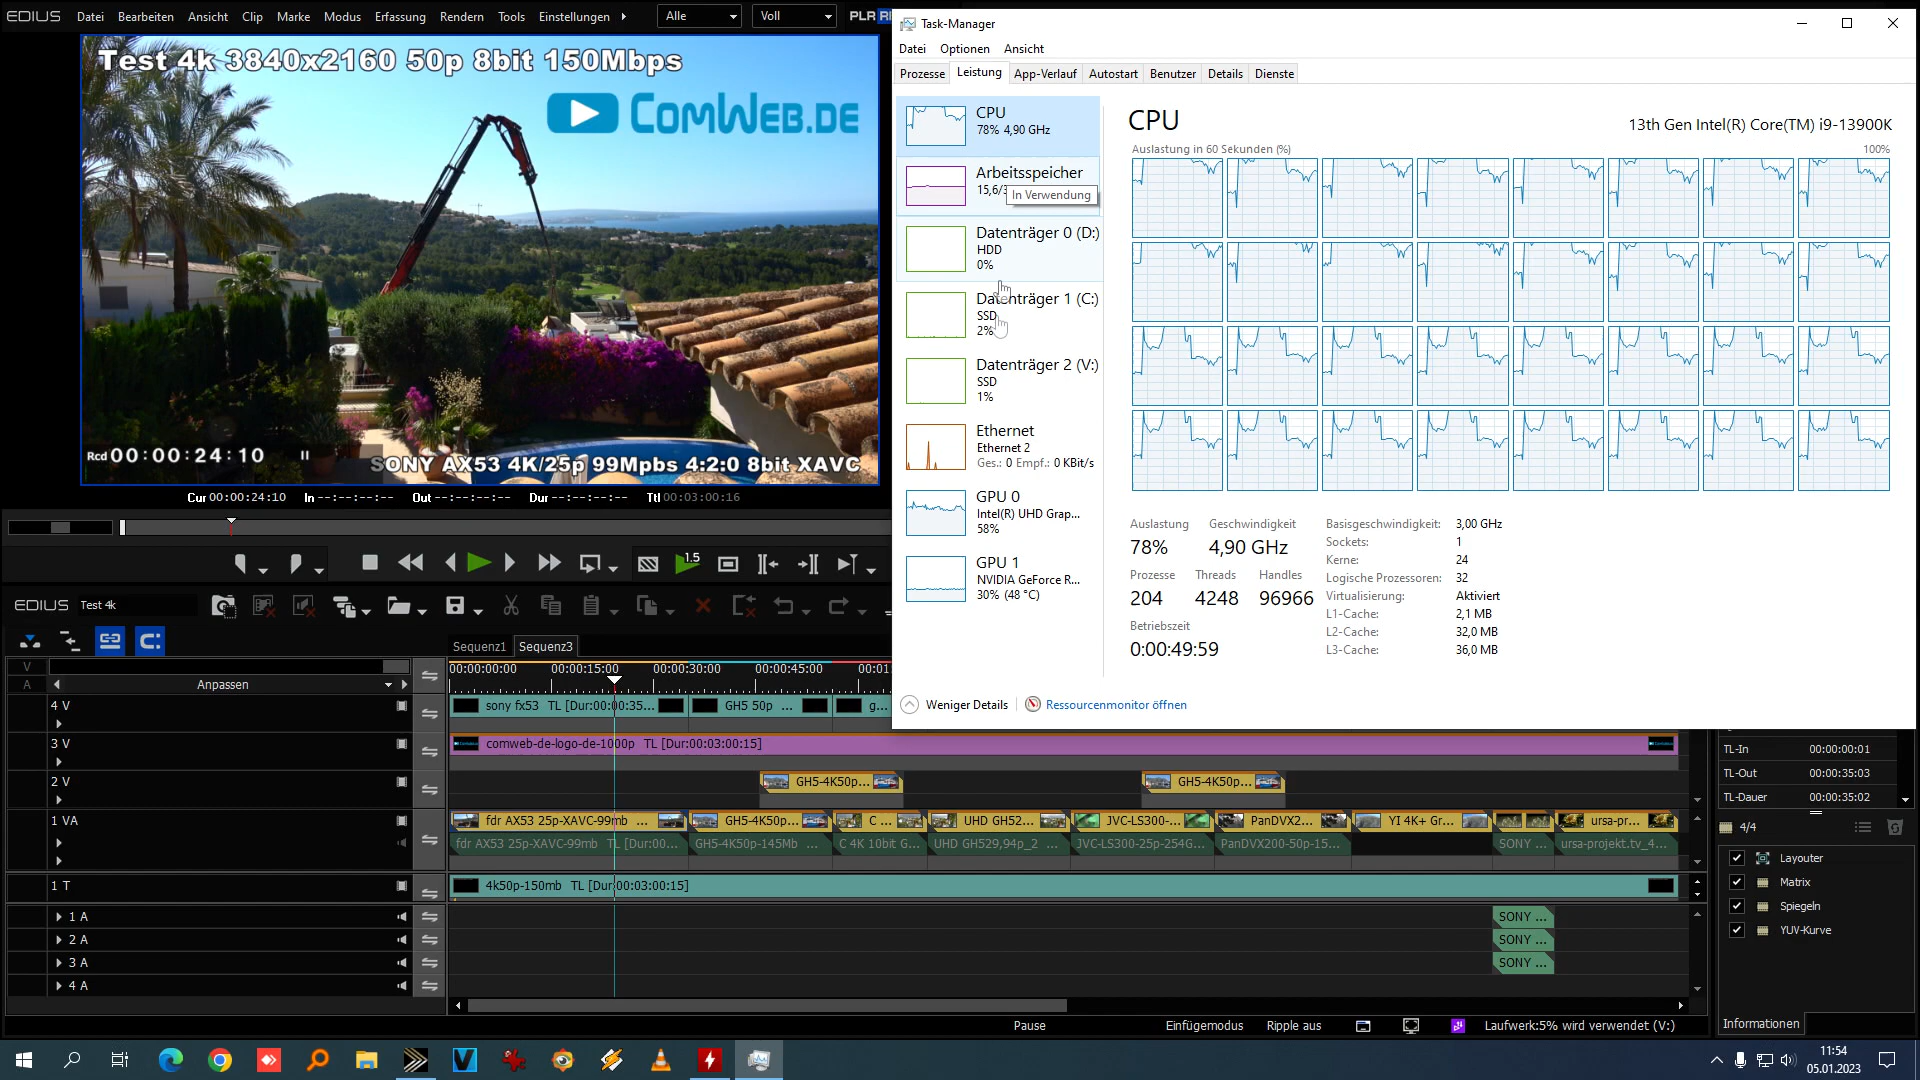 EDIUS Datei Bearbeiten Ansicht Clip Marke Modus Erfassung Rendern Tools Einstellungen Alle Voll PLR
Test 4k 3840x2160 50p 8bit 150Mbps
COMWEB.DE
Rcd 00:00:24:10
SONY AX53 4K/25p 99Mpbs 4:2:0 8bit XAVC
Cur 00:00:24:10 In --:--:--:-- Out --:--:--:-- Dur --:--:--:-- Ttl 00:03:00:16
1.5
EDIUS Test 4k
Sequenz1 Sequenz3
V
A Anpassen
00:00:00:00 00:00:15:00 00:00:30:00 00:00:45:00 00:01
4 V sony fx53 TL [Dur:00:00:35... GH5 50p ... g...
3 V comweb-de-logo-de-1000p TL [Dur:00:03:00:15]
2 V GH5-4K50p... GH5-4K50p...
1 VA fdr AX53 25p-XAVC-99mb ... GH5-4K50p... C ... UHD GH52... JVC-LS300-... PanDVX2... YI 4K+ Gr... ursa-pr...
fdr AX53 25p-XAVC-99mb TL [Dur:00... GH5-4K50p-145Mb ... C 4K 10bit G... UHD GH529,94p_2 ... JVC-LS300-25p-254G... PanDVX200-50p-15... SONY ... ursa-projekt.tv_4...
1 T 4k50p-150mb TL [Dur:00:03:00:15]
1 A SONY ...
2 A SONY ...
3 A SONY ...
4 A
Pause Einfügemodus Ripple aus Laufwerk:5% wird verwendet (V:)
Task-Manager
Datei Optionen Ansicht
Prozesse Leistung App-Verlauf Autostart Benutzer Details Dienste
CPU
78% 4,90 GHz
Arbeitsspeicher
15,6/3
In Verwendung
Datenträger 0 (D:)
HDD
0%
Datenträger 1 (C:)
SSD
2%
Datenträger 2 (V:)
SSD
1%
Ethernet
Ethernet 2
Ges.: 0 Empf.: 0 KBit/s
GPU 0
Intel(R) UHD Grap...
58%
GPU 1
NVIDIA GeForce R...
30% (48 °C)
CPU 13th Gen Intel(R) Core(TM) i9-13900K
Auslastung in 60 Sekunden (%) 100%
Auslastung Geschwindigkeit
78% 4,90 GHz
Prozesse Threads Handles
204 4248 96966
Betriebszeit
0:00:49:59
Basisgeschwindigkeit: 3,00 GHz
Sockets: 1
Kerne: 24
Logische Prozessoren: 32
Virtualisierung: Aktiviert
L1-Cache: 2,1 MB
L2-Cache: 32,0 MB
L3-Cache: 36,0 MB
Weniger Details Ressourcenmonitor öffnen
TL-In 00:00:00:01
TL-Out 00:00:35:03
TL-Dauer 00:00:35:02
4/4
Layouter
Matrix
Spiegeln
YUV-Kurve
Informationen
11:54
05.01.2023